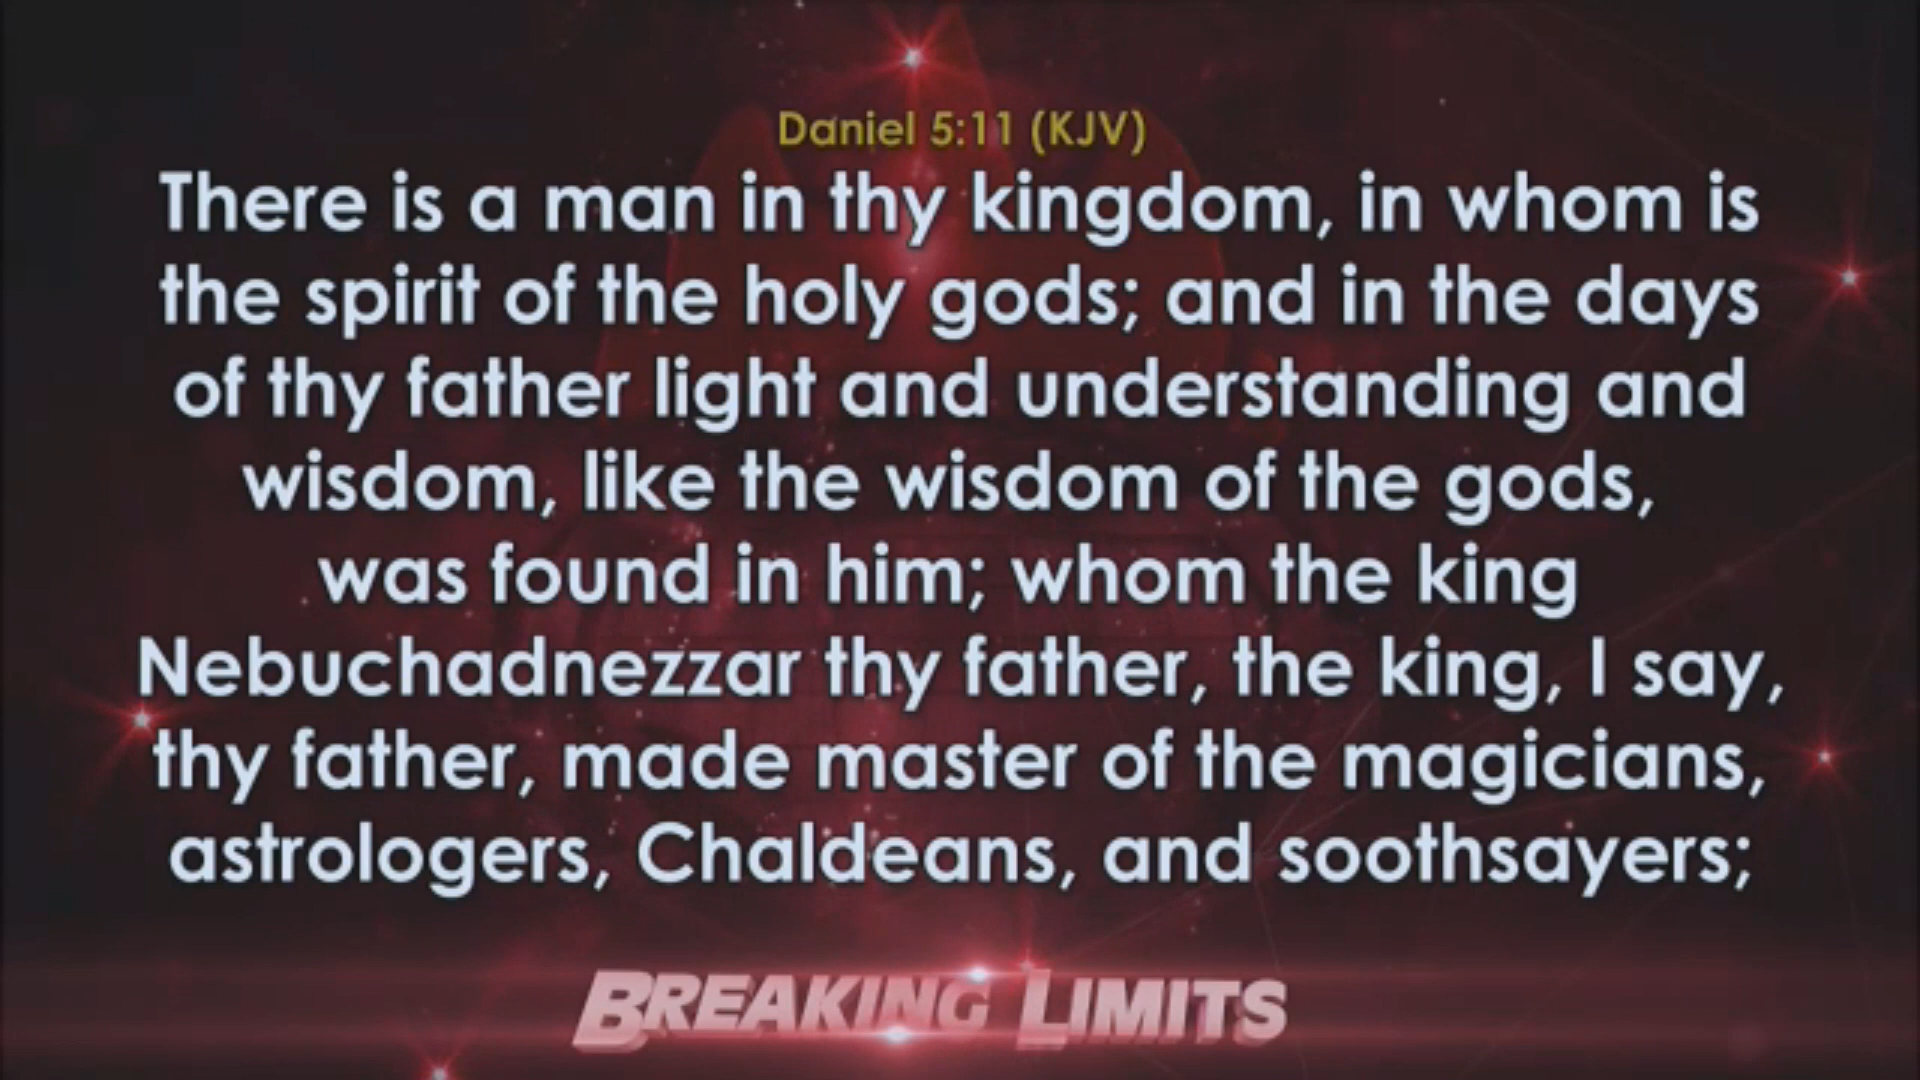 Daniel 5:11 (KJV)
There is a man in thy kingdom, in whom is
the spirit of the holy gods; and in the days
of thy father light and understanding and
wisdom, like the wisdom of the gods,
was found in him; whom the king
Nebuchadnezzar thy father, the king, I say,
thy father, made master of the magicians,
astrologers, Chaldeans, and soothsayers;
BREAKING LIMITS